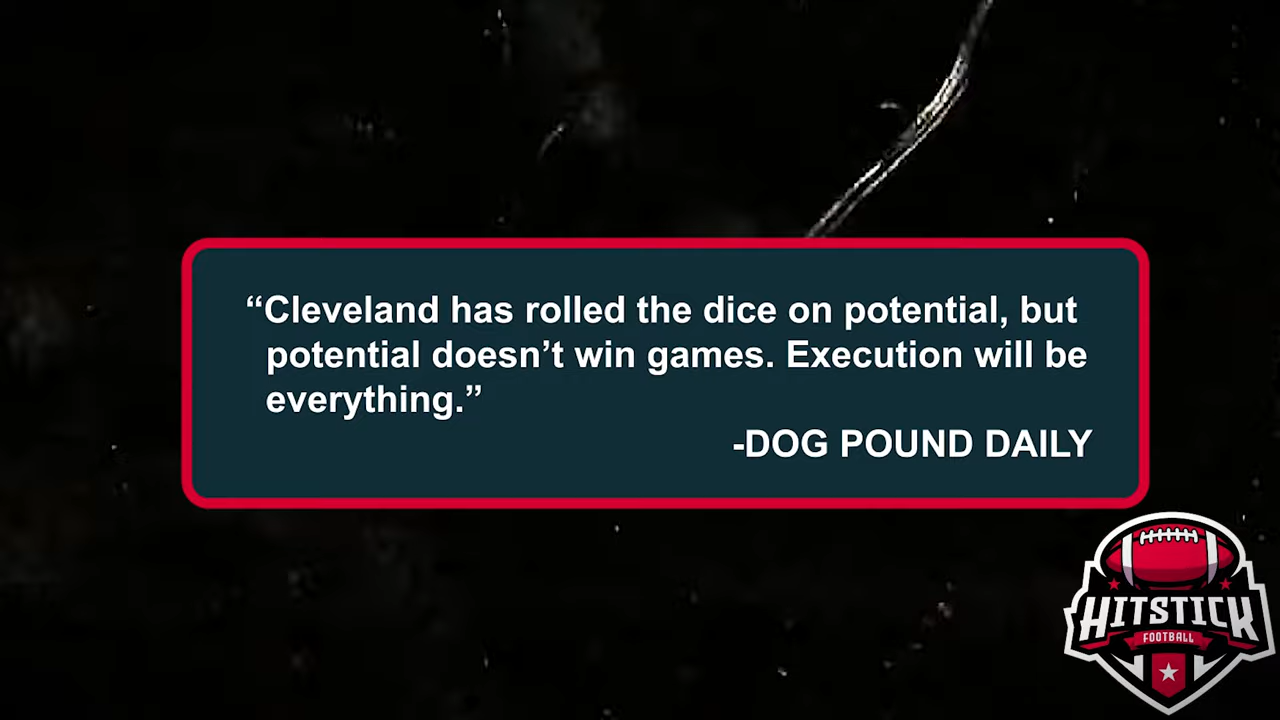 “Cleveland has rolled the dice on potential, but
potential doesn’t win games. Execution will be
everything.”
-DOG POUND DAILY
HITSTICK
FOOTBALL